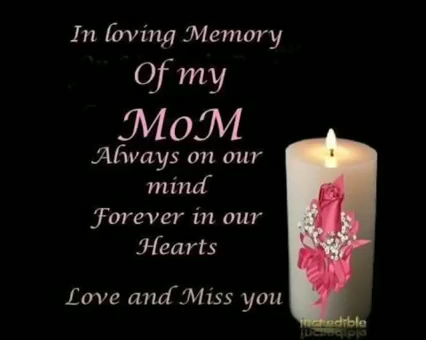 In loving Memory
Of my
MoM
Always on our
mind
Forever in our
Hearts
Love and Miss you
incredible